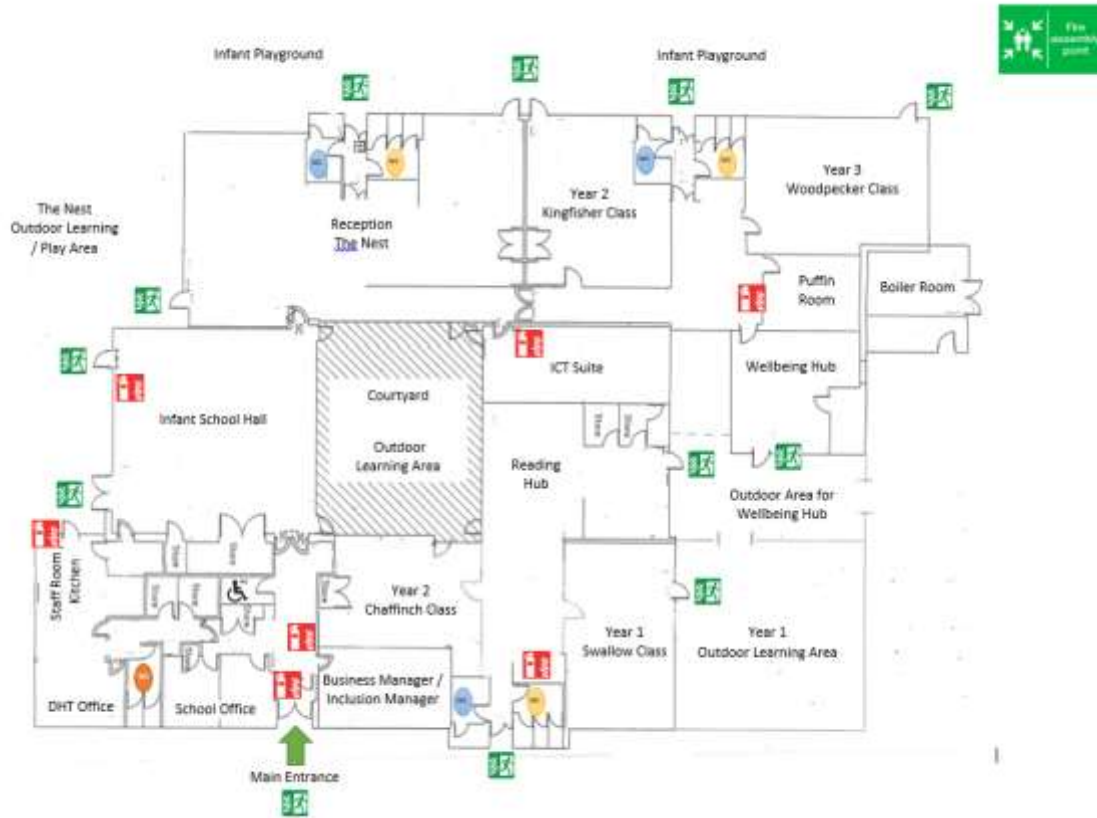 Fire
assembly
point
Infant Playground
Infant Playground
Year 3
Woodpecker Class
Year 2
Kingfisher Class
The Nest
Outdoor Learning
/ Play Area
Reception
The Nest
Puffin
Room
Boiler Room
ICT Suite
Wellbeing Hub
Courtyard
Infant School Hall
Outdoor
Learning Area
Store
Store
Reading
Hub
Outdoor Area for
Wellbeing Hub
Staff Room
Kitchen
Store
Store
Store
Store
Store
Store
Store
Year 2
Chaffinch Class
Year 1
Swallow Class
Year 1
Outdoor Learning Area
Business Manager /
Inclusion Manager
DHT Office
School Office
Main Entrance